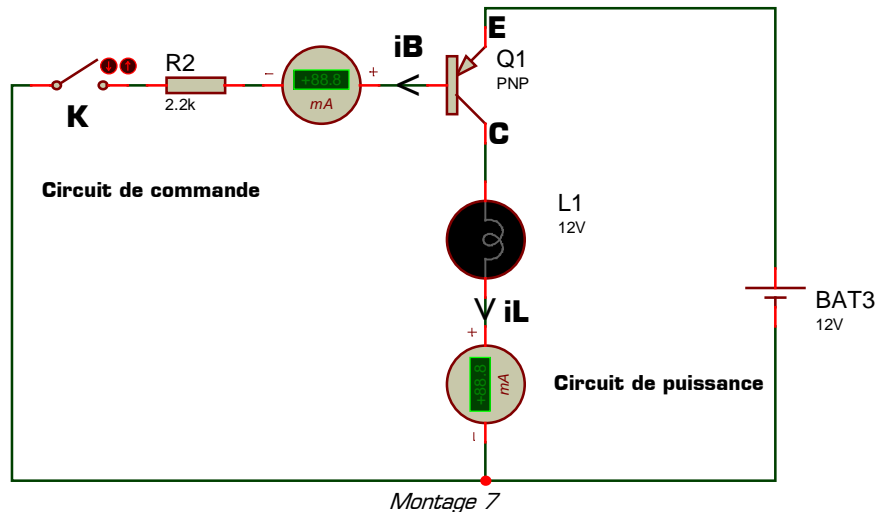 E
iB
Q1
PNP
R2
2.2k
- +88.8 +
mA
K
C
Circuit de commande
L1
12V
BAT3
12V
iL
+
+88.8
mA
-
Circuit de puissance
Montage 7